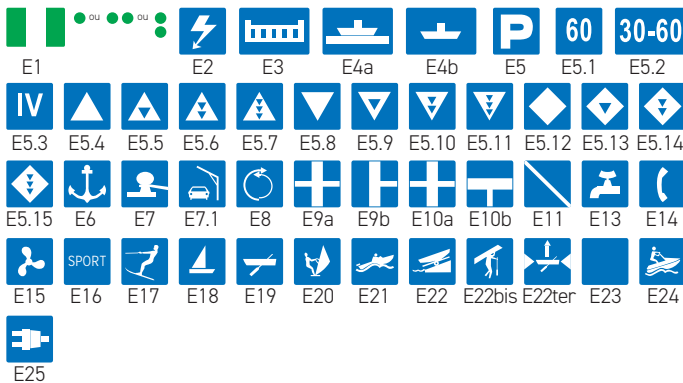 ou ou
P 60 30-60
E1 E2 E3 E4a E4b E5 E5.1 E5.2
IV
E5.3 E5.4 E5.5 E5.6 E5.7 E5.8 E5.9 E5.10 E5.11 E5.12 E5.13 E5.14
E5.15 E6 E7 E7.1 E8 E9a E9b E10a E10b E11 E13 E14
SPORT
E15 E16 E17 E18 E19 E20 E21 E22 E22bis E22ter E23 E24
E25